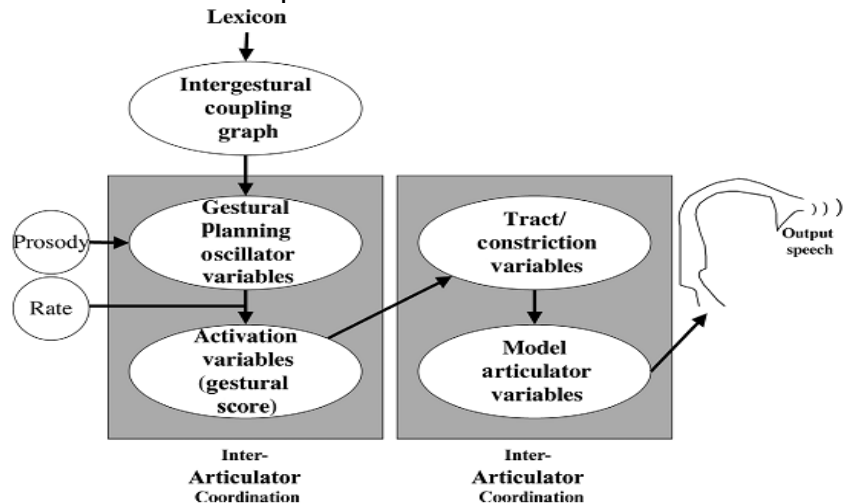 Lexicon
Intergestural
coupling
graph
Gestural
Planning
oscillator
variables
Prosody
Rate
Activation
variables
(gestural
score)
Tract/
constriction
variables
Model
articulator
variables
Output
speech
Inter-
Articulator
Coordination
Inter-
Articulator
Coordination